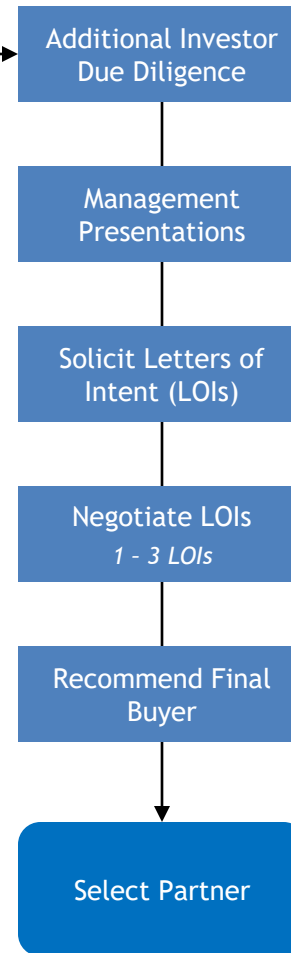 Additional Investor
Due Diligence
Management
Presentations
Solicit Letters of
Intent (LOIs)
Negotiate LOIs
1 – 3 LOIs
Recommend Final
Buyer
Select Partner